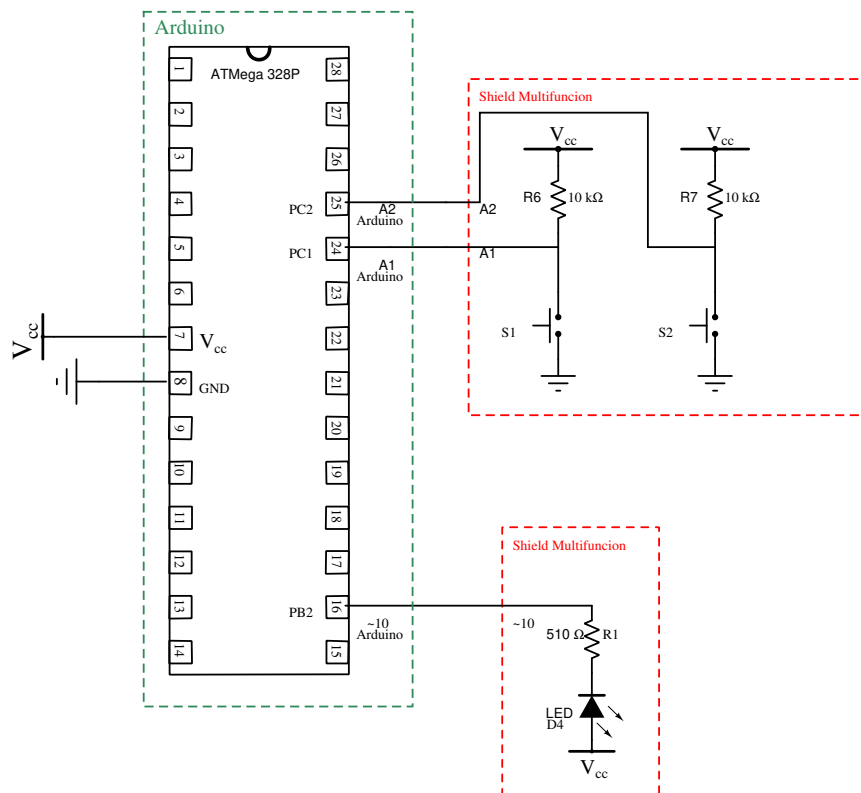 Arduino
ATMega 328P
1
28
2
27
3
26
4
PC2
25
5
PC1
24
6
23
7
Vcc
22
8
GND
21
9
20
10
19
11
18
12
17
13
PB2
16
14
15
Vcc
A2
Arduino
A1
Arduino
~10
Arduino
Shield Multifuncion
A2
A1
Vcc
R6
10 kΩ
S1
Vcc
R7
10 kΩ
S2
Shield Multifuncion
~10
510 Ω
R1
LED
D4
Vcc